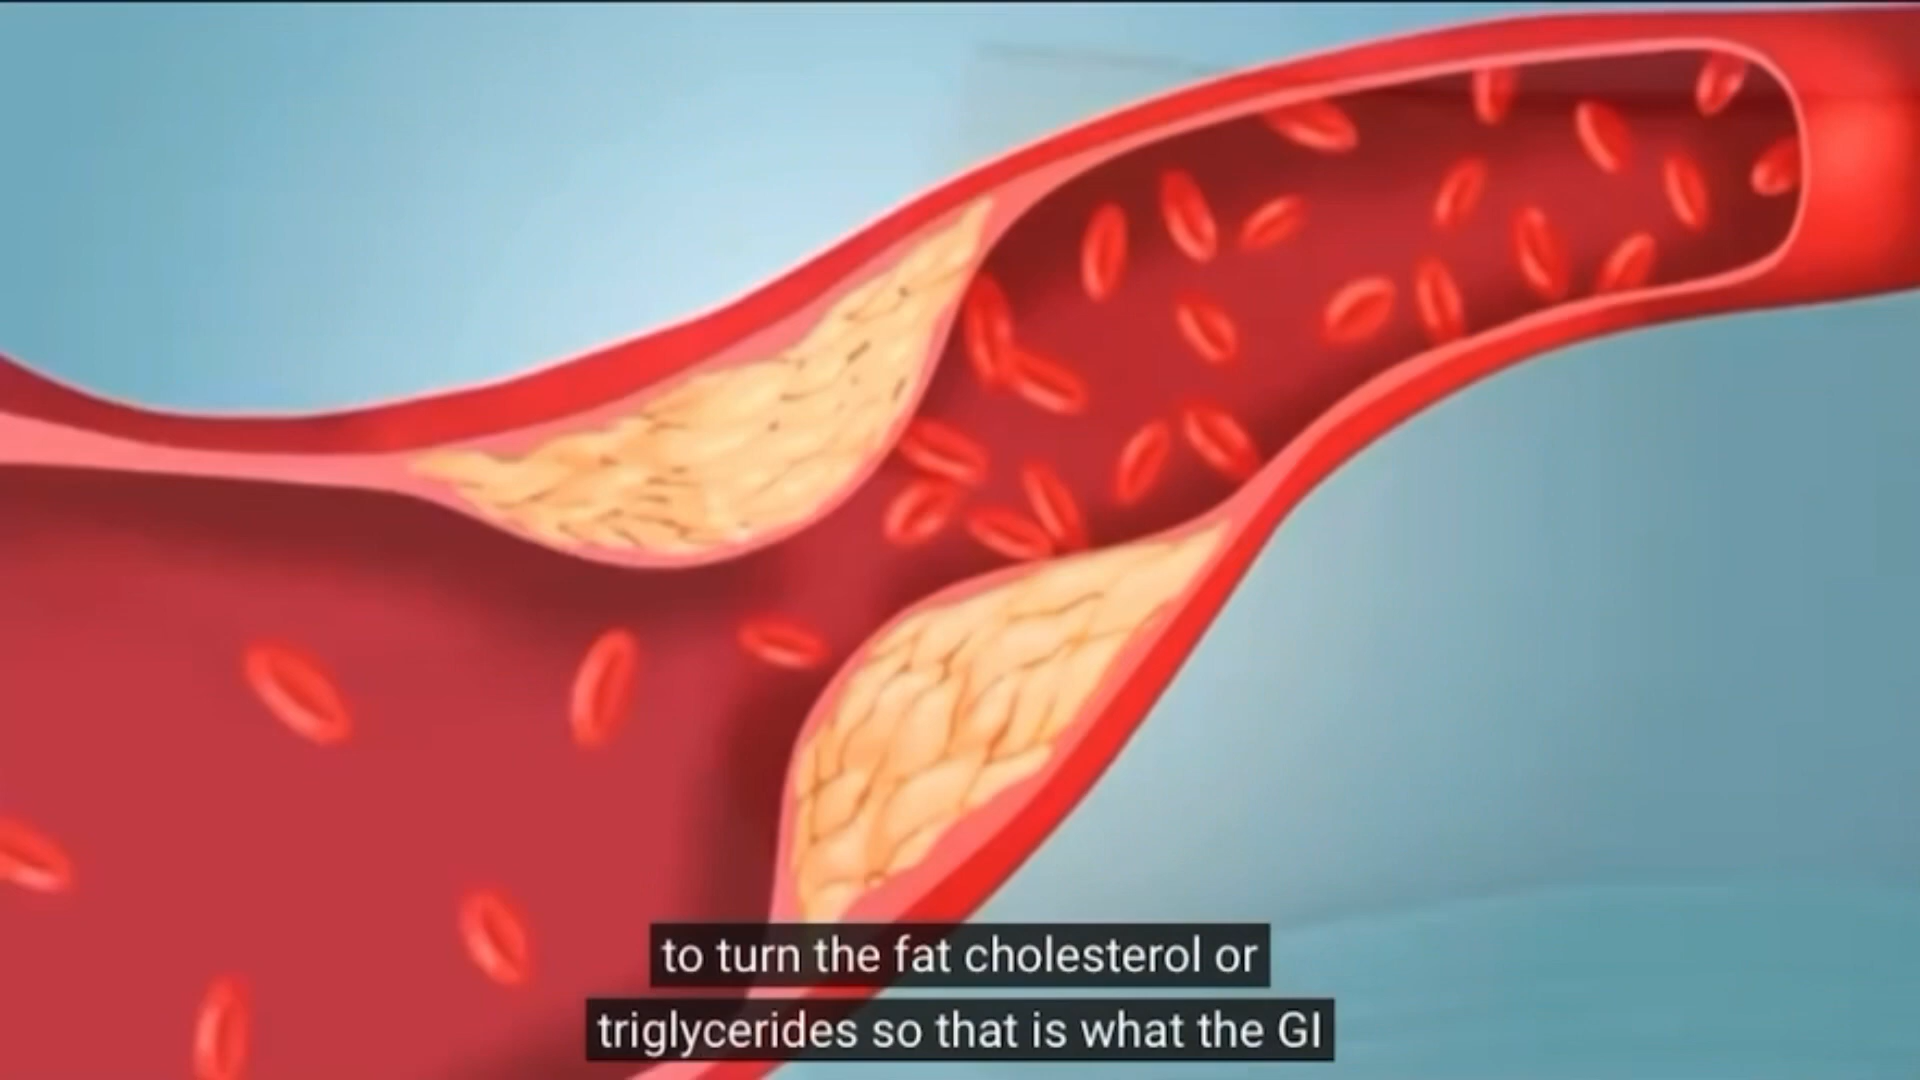 to turn the fat cholesterol or
triglycerides so that is what the GI